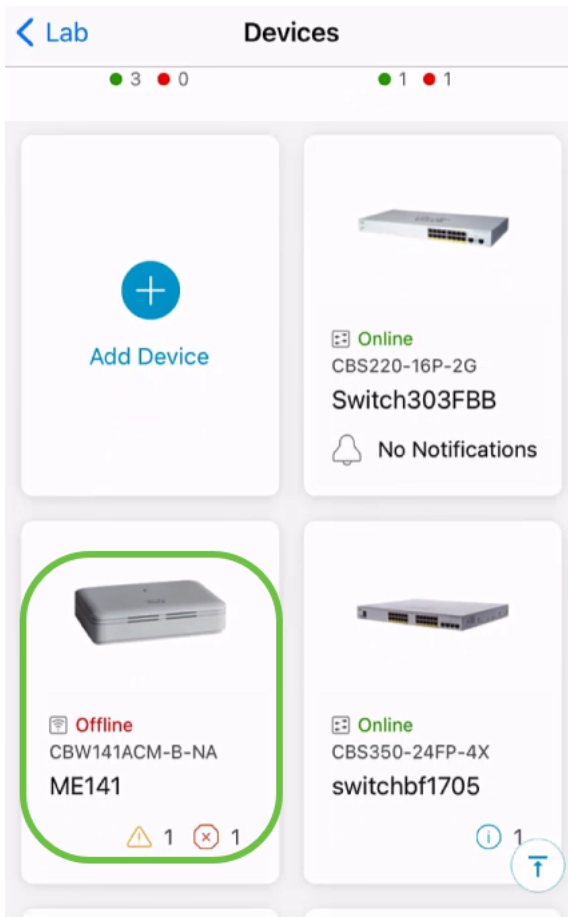 Lab
Devices
3 0
1 1
Add Device
Online
CBS220-16P-2G
Switch303FBB
No Notifications
Offline
CBW141ACM-B-NA
ME141
1 1
Online
CBS350-24FP-4X
switchbf1705
1